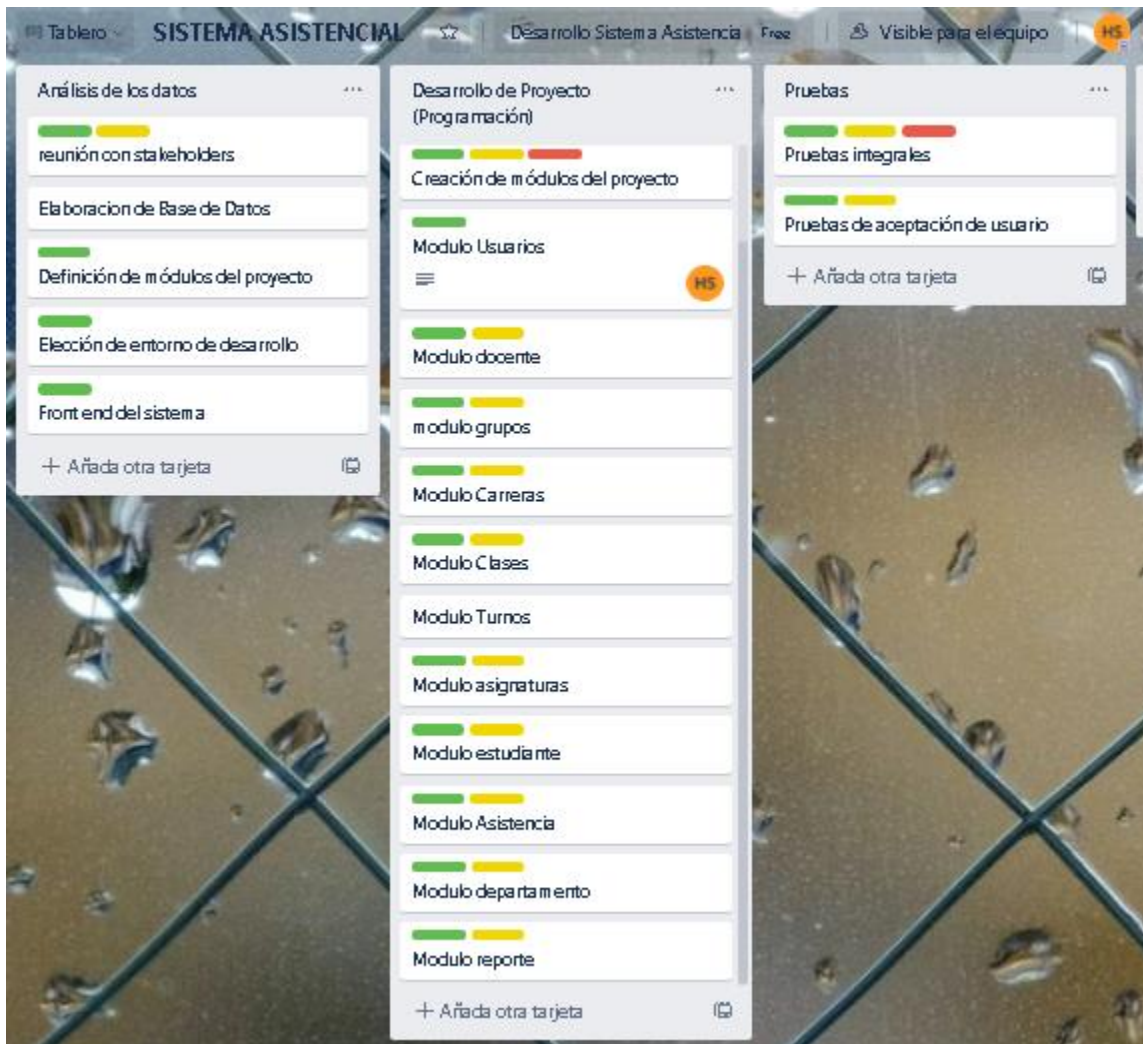 Tablero
SISTEMA ASISTENCIAL
Desarrollo Sistema Asistencia Free
Visible para el equipo
HS
Análisis de los datos
reunión con stakeholders
Elaboracion de Base de Datos
Definición de módulos del proyecto
Elección de entorno de desarrollo
Front end del sistema
+ Añada otra tarjeta
Desarrollo de Proyecto
(Programación)
Creación de módulos del proyecto
Modulo Usuarios
HS
Modulo docente
modulo grupos
Modulo Carreras
Modulo Clases
Modulo Turnos
Modulo asignaturas
Modulo estudiante
Modulo Asistencia
Modulo departamento
Modulo reporte
+ Añada otra tarjeta
Pruebas
Pruebas integrales
Pruebas de aceptación de usuario
+ Añada otra tarjeta